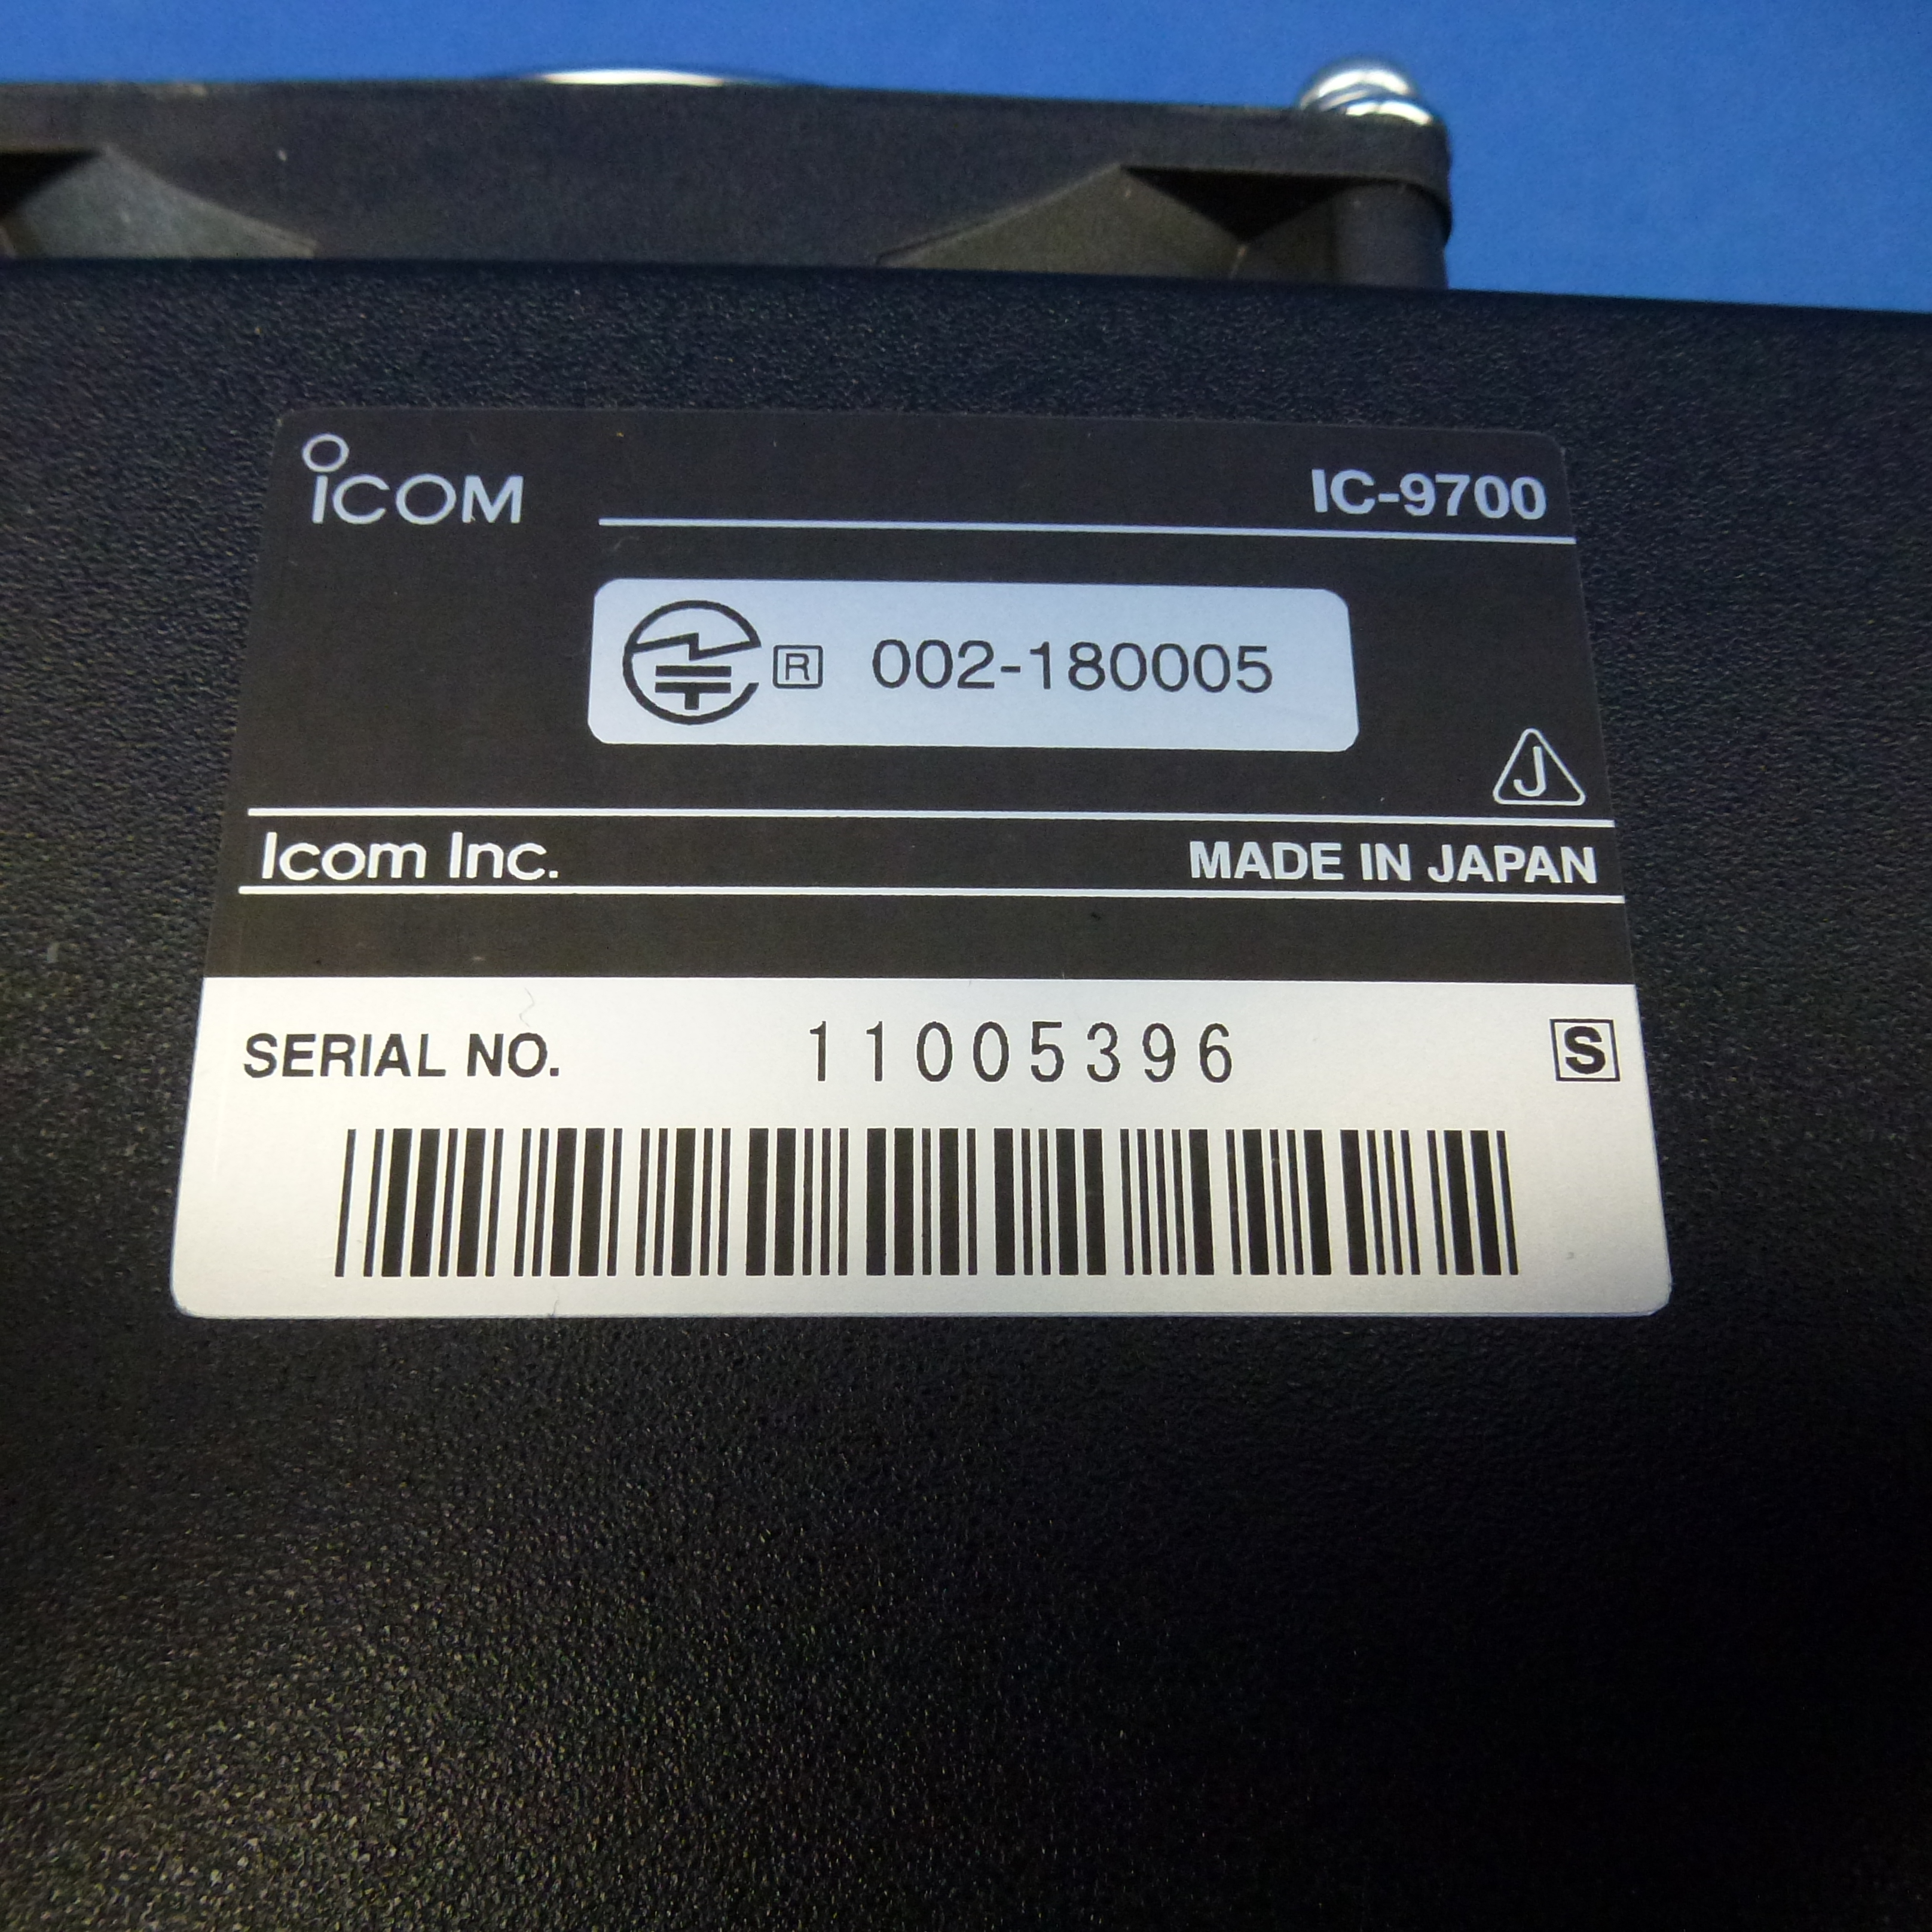 ICOM IC-9700
R 002-180005
J
Icom Inc. MADE IN JAPAN
SERIAL NO. 11005396 S